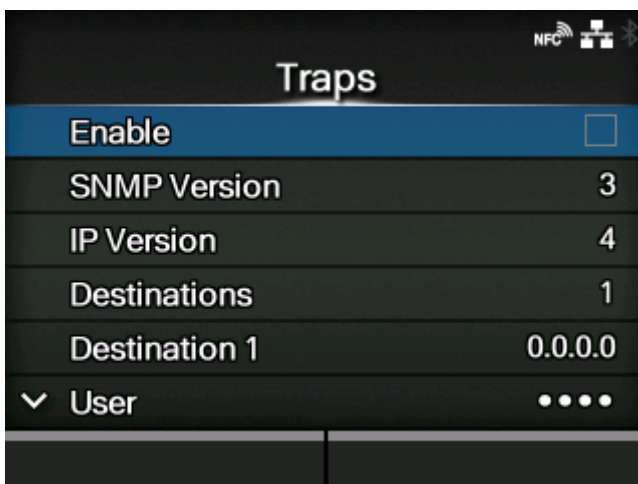 NFC
Traps
Enable
SNMP Version 3
IP Version 4
Destinations 1
Destination 1 0.0.0.0
User ••••